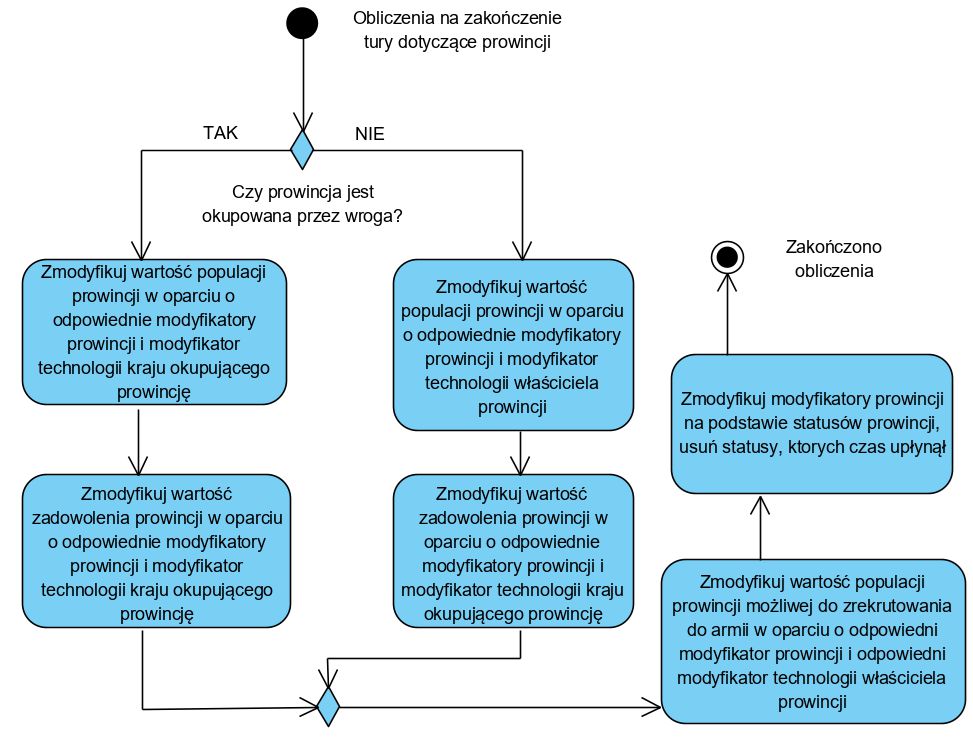 Obliczenia na zakończenie
tury dotyczące prowincji
TAK
NIE
Czy prowincja jest
okupowana przez wroga?
Zmodyfikuj wartość populacji
prowincji w oparciu o
odpowiednie modyfikatory
prowincji i modyfikator
technologii kraju okupującego
prowincję
Zmodyfikuj wartość
populacji prowincji w oparciu
o odpowiednie modyfikatory
prowincji i modyfikator
technologii właściciela
prowincji
Zakończono
obliczenia
Zmodyfikuj modyfikatory prowincji
na podstawie statusów prowincji,
usuń statusy, ktorych czas upłynął
Zmodyfikuj wartość
zadowolenia prowincji w oparciu
o odpowiednie modyfikatory
prowincji i modyfikator
technologii kraju okupującego
prowincję
Zmodyfikuj wartość
zadowolenia prowincji w
oparciu o odpowiednie
modyfikatory prowincji i
modyfikator technologii kraju
okupującego prowincję
Zmodyfikuj wartość populacji
prowincji możliwej do zrekrutowania
do armii w oparciu o odpowiedni
modyfikator prowincji i odpowiedni
modyfikator technologii właściciela
prowincji